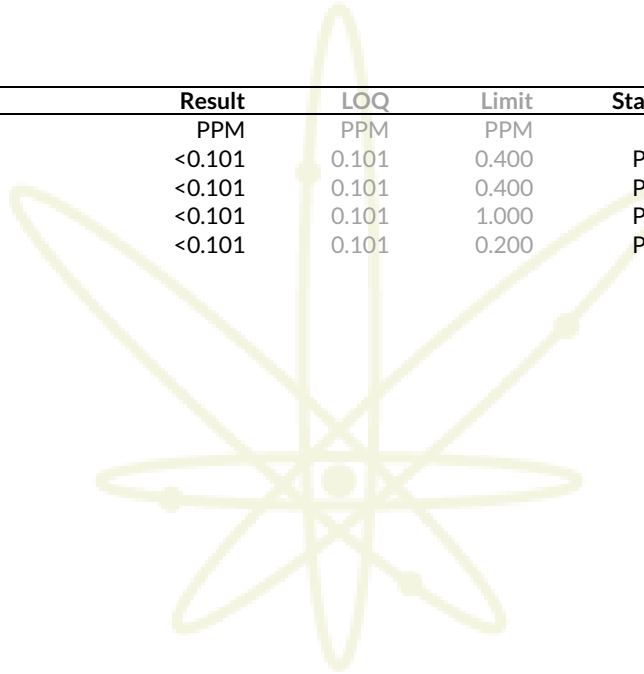 Result LOQ Limit Sta
PPM PPM PPM
<0.101 0.101 0.400 P
<0.101 0.101 0.400 P
<0.101 0.101 1.000 P
<0.101 0.101 0.200 P